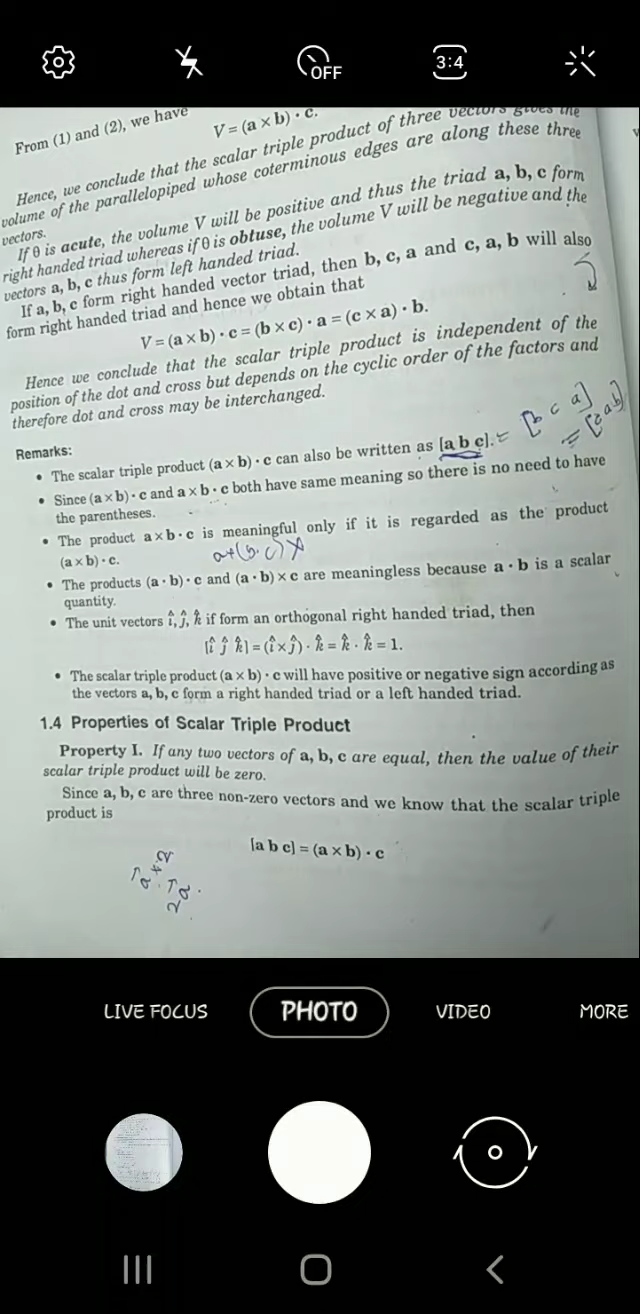 OFF
3:4
From (1) and (2), we have
V = (a × b) · c.
Hence, we conclude that the scalar triple product of three vectors gives the
volume of the parallelopiped whose coterminous edges are along these three
vectors.
If θ is acute, the volume V will be positive and thus the triad a, b, c form
right handed triad whereas if θ is obtuse, the volume V will be negative and the
vectors a, b, c thus form left handed triad.
If a, b, c form right handed vector triad, then b, c, a and c, a, b will also
form right handed triad and hence we obtain that
V = (a × b) · c = (b × c) · a = (c × a) · b.
Hence we conclude that the scalar triple product is independent of the
position of the dot and cross but depends on the cyclic order of the factors and
therefore dot and cross may be interchanged.
Remarks:
• The scalar triple product (a × b) · c can also be written as [a b c]. = [b c a]
= [c a b]
• Since (a × b) · c and a × b · c both have same meaning so there is no need to have
the parentheses.
• The product a × b · c is meaningful only if it is regarded as the product
(a × b) · c. a × (b · c) ×
• The products (a · b) · c and (a · b) × c are meaningless because a · b is a scalar
quantity.
• The unit vectors î, ĵ, k̂ if form an orthogonal right handed triad, then
[î ĵ k̂] = (î × ĵ) · k̂ = k̂ · k̂ = 1.
• The scalar triple product (a × b) · c will have positive or negative sign according as
the vectors a, b, c form a right handed triad or a left handed triad.
1.4 Properties of Scalar Triple Product
Property I. If any two vectors of a, b, c are equal, then the value of their
scalar triple product will be zero.
Since a, b, c are three non-zero vectors and we know that the scalar triple
product is
[a b c] = (a × b) · c
LIVE FOCUS
PHOTO
VIDEO
MORE